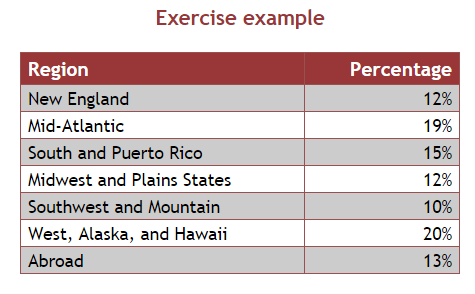 Exercise example
Region Percentage
New England 12%
Mid-Atlantic 19%
South and Puerto Rico 15%
Midwest and Plains States 12%
Southwest and Mountain 10%
West, Alaska, and Hawaii 20%
Abroad 13%